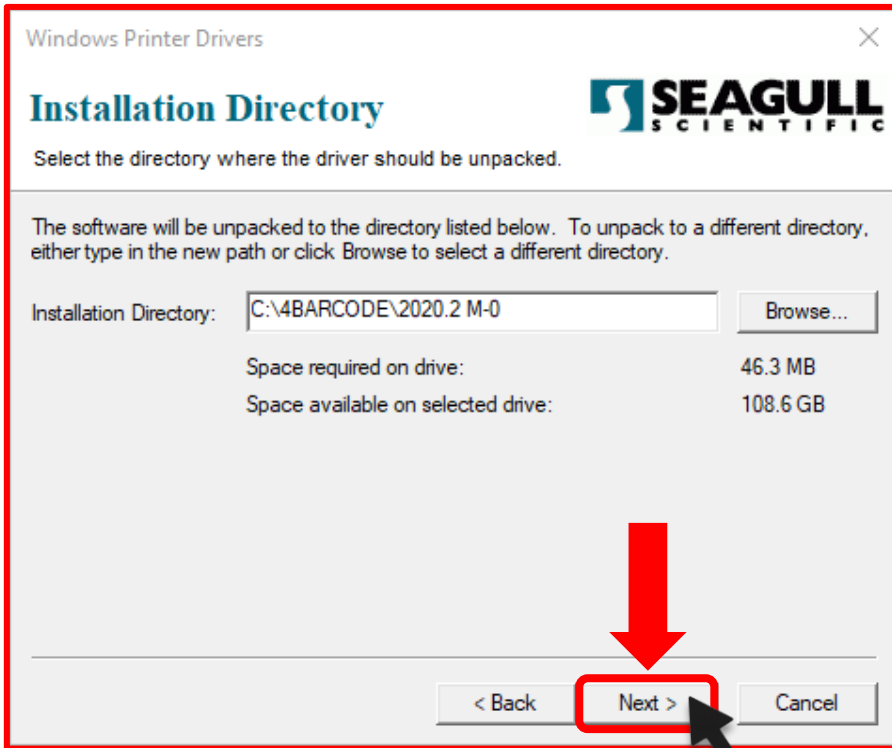 Windows Printer Drivers
Installation Directory
SEAGULL
SCIENTIFIC
Select the directory where the driver should be unpacked.
The software will be unpacked to the directory listed below.  To unpack to a different directory,
either type in the new path or click Browse to select a different directory.
Installation Directory: C:\4BARCODE\2020.2 M-0 Browse...
Space required on drive: 46.3 MB
Space available on selected drive: 108.6 GB
< Back Next > Cancel